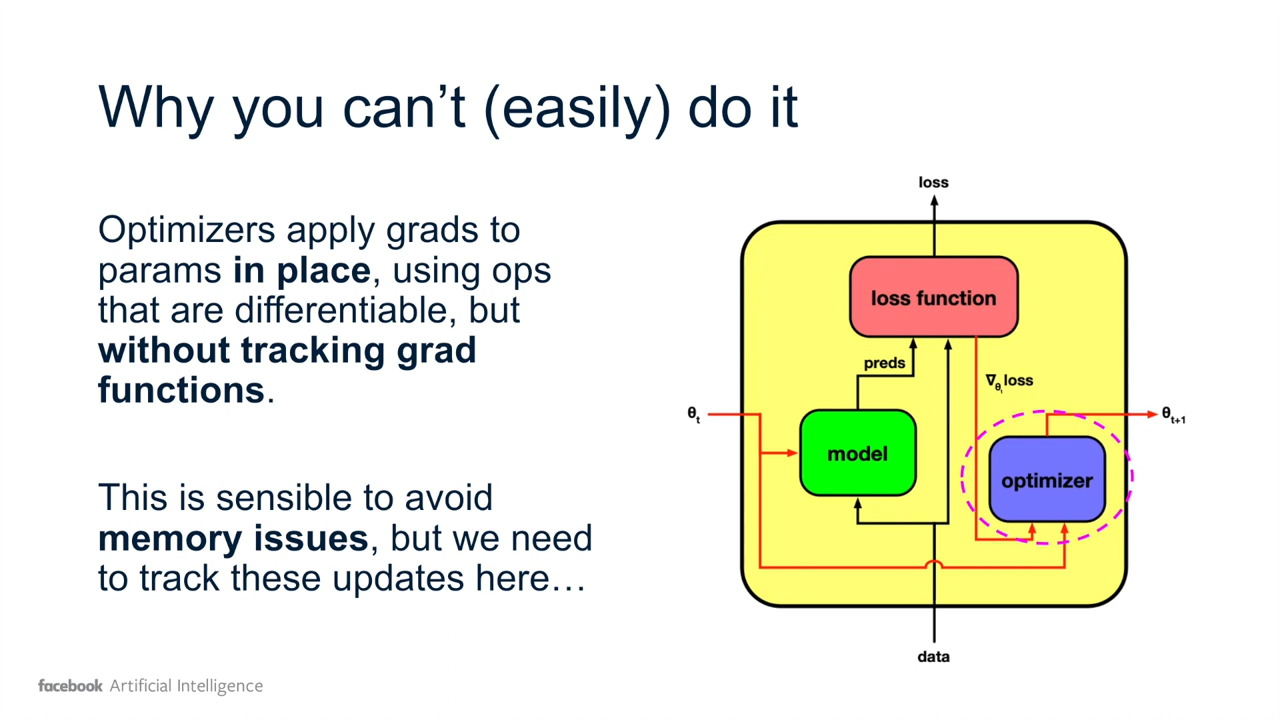 Why you can’t (easily) do it
Optimizers apply grads to
params in place, using ops
that are differentiable, but
without tracking grad
functions.
This is sensible to avoid
memory issues, but we need
to track these updates here…
loss
loss function
preds
∇θₜloss
θt
θt+1
model
optimizer
data
facebook Artificial Intelligence